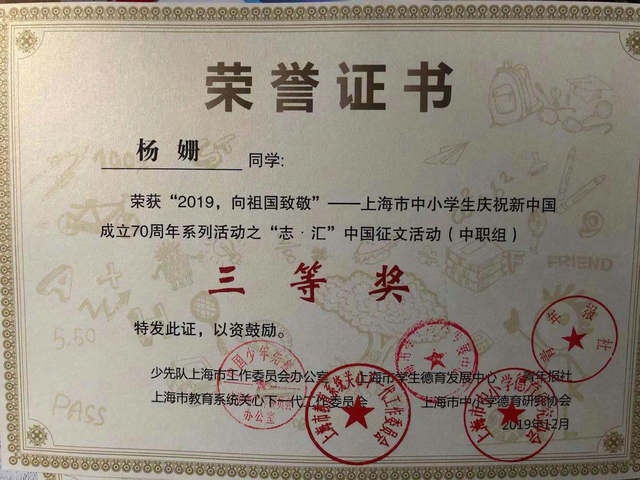 荣誉证书
杨姗 同学:
荣获“2019,向祖国致敬”——上海市中小学生庆祝新中国
成立70周年系列活动之“志·汇”中国征文活动(中职组)
三等奖
特发此证,以资鼓励。
少先队上海市工作委员会办公室 上海市学生德育发展中心 青年报社
上海市教育系统关心下一代工作委员会 上海市中小学德育研究协会
2019年12月
FRIEND
A+
5.50
PASS